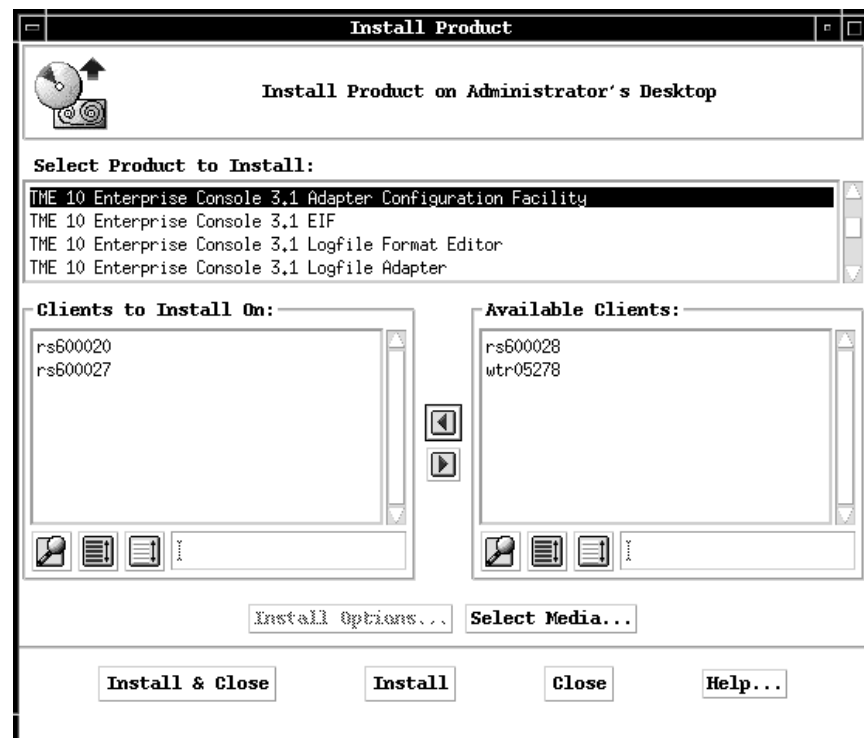 Install Product
Install Product on Administrator's Desktop
Select Product to Install:
TME 10 Enterprise Console 3.1 Adapter Configuration Facility
TME 10 Enterprise Console 3.1 EIF
TME 10 Enterprise Console 3.1 Logfile Format Editor
TME 10 Enterprise Console 3.1 Logfile Adapter
Clients to Install On:
rs600020
rs600027
Available Clients:
rs600028
wtr05278
Install Options... Select Media...
Install & Close Install Close Help...